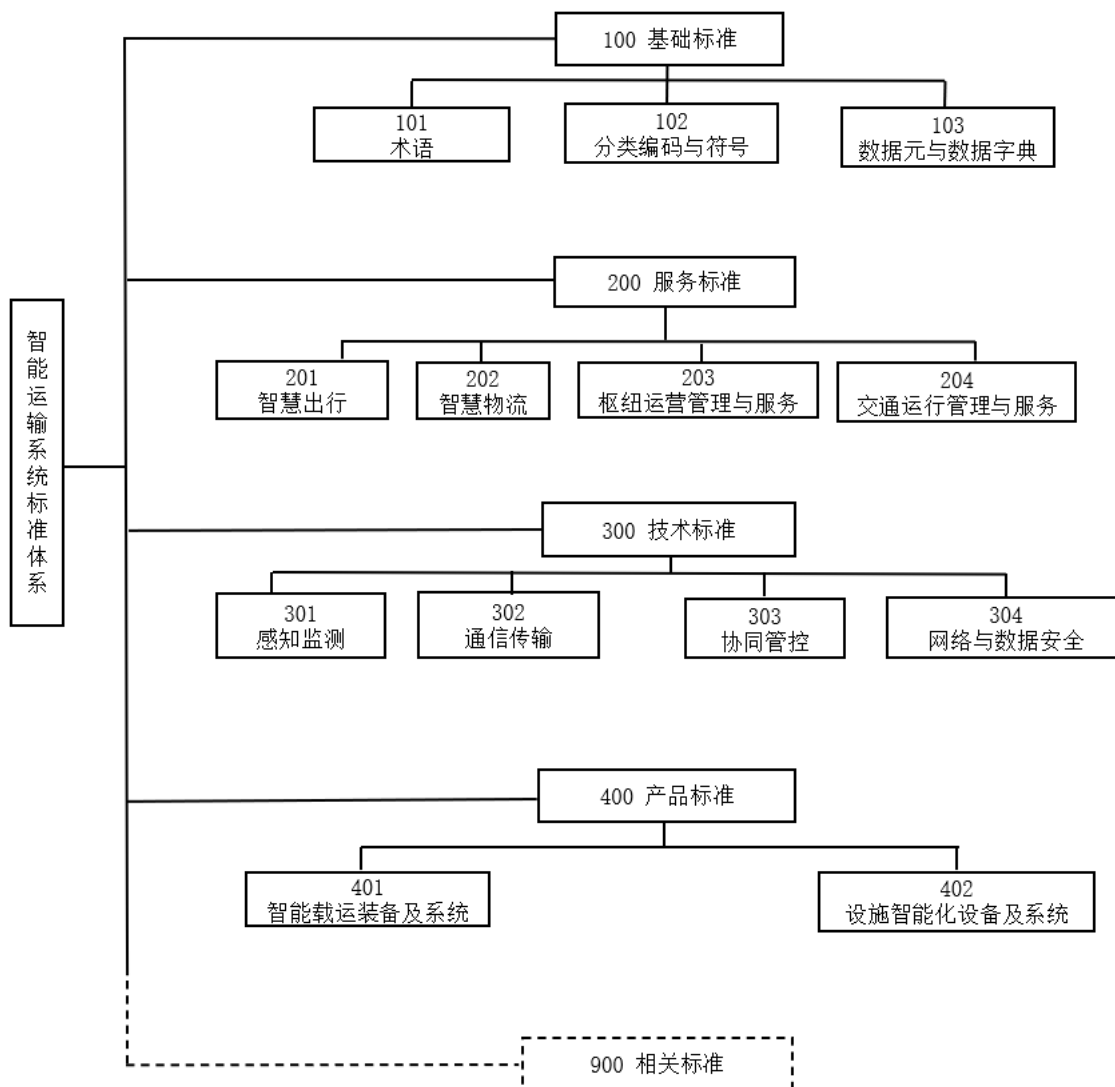 100 基础标准
101
术语
102
分类编码与符号
103
数据元与数据字典
智能运输系统标准体系
200 服务标准
201
智慧出行
202
智慧物流
203
枢纽运营管理与服务
204
交通运行管理与服务
300 技术标准
301
感知监测
302
通信传输
303
协同管控
304
网络与数据安全
400 产品标准
401
智能载运装备及系统
402
设施智能化设备及系统
900 相关标准